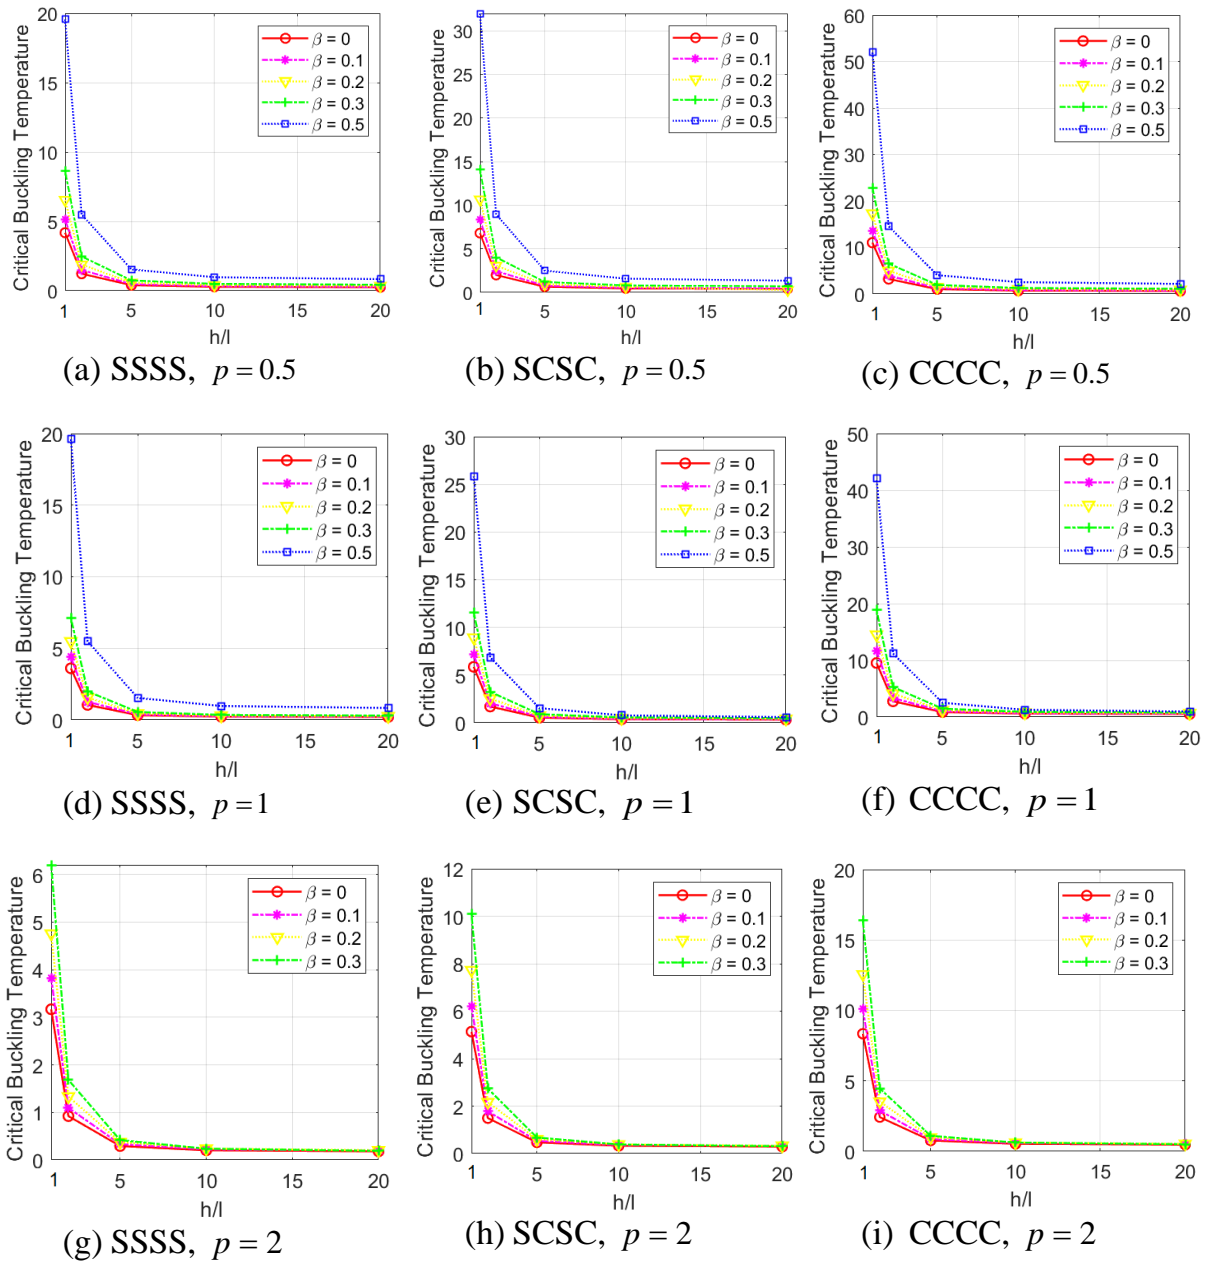 Critical Buckling Temperature
20
15
10
5
0
1
5
10
15
20
h/l
β = 0
β = 0.1
β = 0.2
β = 0.3
β = 0.5
(a) SSSS, p = 0.5
Critical Buckling Temperature
30
25
20
15
10
5
0
1
5
10
15
20
h/l
β = 0
β = 0.1
β = 0.2
β = 0.3
β = 0.5
(b) SCSC, p = 0.5
Critical Buckling Temperature
60
50
40
30
20
10
0
1
5
10
15
20
h/l
β = 0
β = 0.1
β = 0.2
β = 0.3
β = 0.5
(c) CCCC, p = 0.5
Critical Buckling Temperature
20
15
10
5
0
1
5
10
15
20
h/l
β = 0
β = 0.1
β = 0.2
β = 0.3
β = 0.5
(d) SSSS, p = 1
Critical Buckling Temperature
30
25
20
15
10
5
0
1
5
10
15
20
h/l
β = 0
β = 0.1
β = 0.2
β = 0.3
β = 0.5
(e) SCSC, p = 1
Critical Buckling Temperature
50
40
30
20
10
0
1
5
10
15
20
h/l
β = 0
β = 0.1
β = 0.2
β = 0.3
β = 0.5
(f) CCCC, p = 1
Critical Buckling Temperature
6
5
4
3
2
1
0
1
5
10
15
20
h/l
β = 0
β = 0.1
β = 0.2
β = 0.3
(g) SSSS, p = 2
Critical Buckling Temperature
12
10
8
6
4
2
0
1
5
10
15
20
h/l
β = 0
β = 0.1
β = 0.2
β = 0.3
(h) SCSC, p = 2
Critical Buckling Temperature
20
15
10
5
0
1
5
10
15
20
h/l
β = 0
β = 0.1
β = 0.2
β = 0.3
(i) CCCC, p = 2